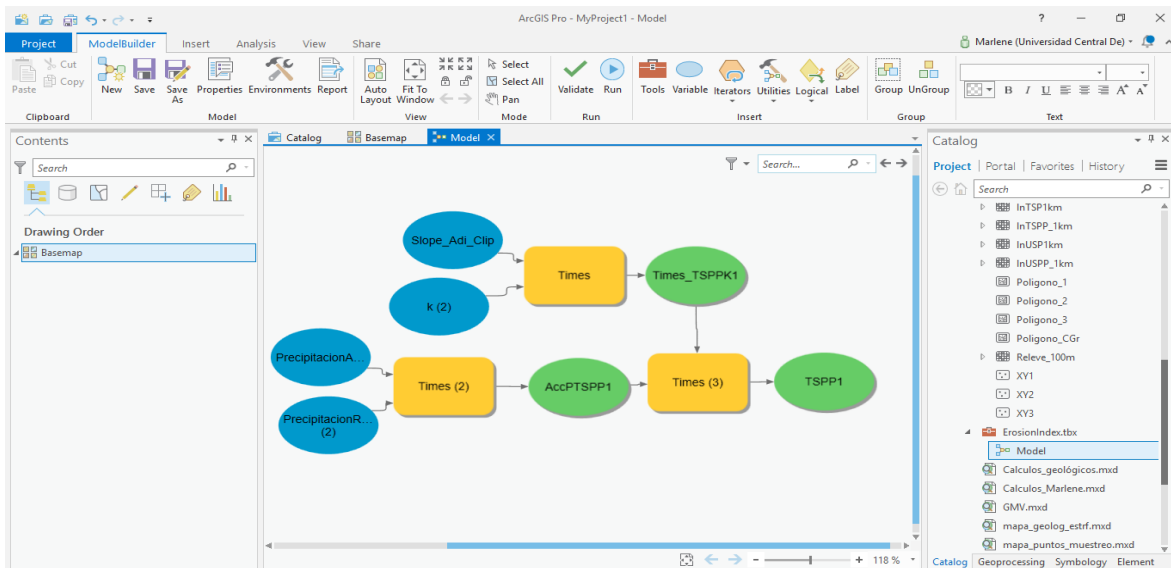 ArcGIS Pro - MyProject1 - Model
?
Project ModelBuilder Insert Analysis View Share
Marlene (Universidad Central De)
Paste
Cut
Copy
Clipboard
New Save Save As Properties Environments Report
Model
Auto Layout Fit To Window
View
Select
Select All
Pan
Mode
Validate Run
Run
Tools Variable Iterators Utilities Logical Label
Insert
Group UnGroup
Group
B I U A A
Text
Contents
Search
Drawing Order
Basemap
Catalog Basemap Model
Search...
Slope_Adi_Clip
k (2)
Times
Times_TSPPK1
PrecipitacionA...
PrecipitacionR...
(2)
Times (2)
AccPTSPP1
Times (3)
TSPP1
118 %
Catalog
Project | Portal | Favorites | History
Search
InTSP1km
InTSPP_1km
InUSP1km
InUSPP_1km
Poligono_1
Poligono_2
Poligono_3
Poligono_CGr
Releve_100m
XY1
XY2
XY3
ErosionIndex.tbx
Model
Calculos_geológicos.mxd
Calculos_Marlene.mxd
GMV.mxd
mapa_geolog_estrf.mxd
mapa_puntos_muestreo.mxd
Catalog Geoprocessing Symbology Element